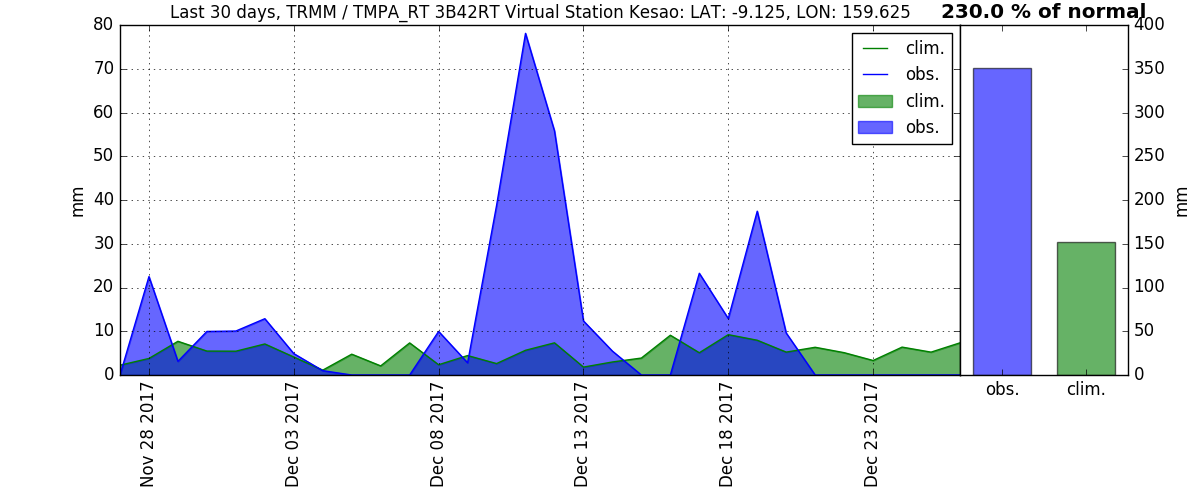 Last 30 days, TRMM / TMPA_RT 3B42RT Virtual Station Kesao: LAT: -9.125, LON: 159.625
230.0 % of normal
80
70
60
50
40
30
20
10
0
mm
clim.
obs.
clim.
obs.
400
350
300
250
200
150
100
50
0
mm
Nov 28 2017
Dec 03 2017
Dec 08 2017
Dec 13 2017
Dec 18 2017
Dec 23 2017
obs.
clim.